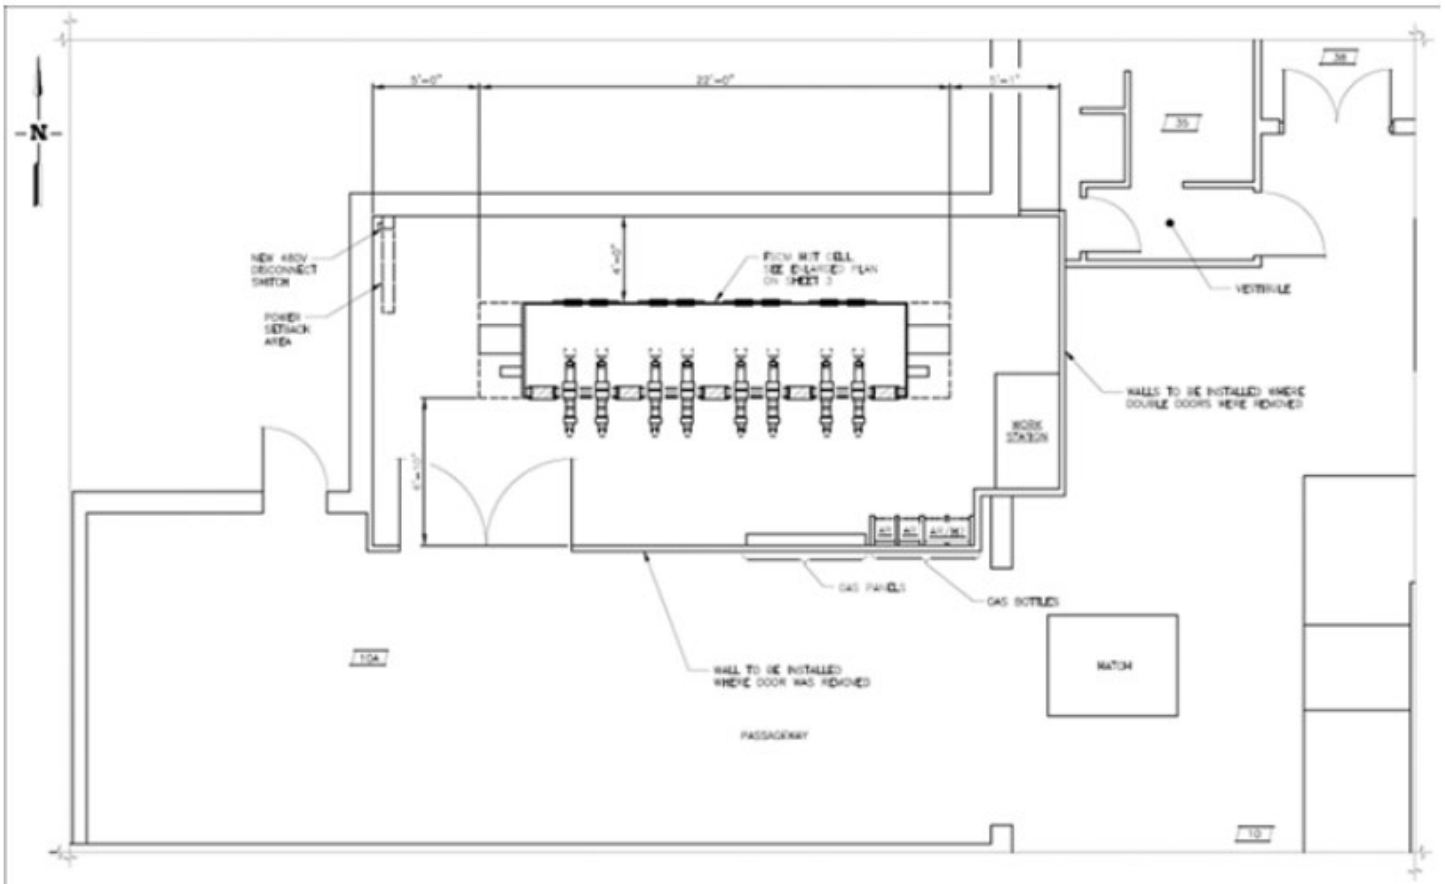 38
5'-0"
22'-0"
5'-1"
N
35
NEW 480V
DISCONNECT
SWITCH
4'-0"
HOT CELL
SEE ENLARGED PLAN
ON SHEET 3
VESTIBULE
POWER
SETBACK
AREA
WALLS TO BE INSTALLED WHERE
DOUBLE DOORS WERE REMOVED
WORK
STATION
GAS PANELS
GAS BOTTLES
10A
WALL TO BE INSTALLED
WHERE DOOR WAS REMOVED
HATCH
PASSAGEWAY
10